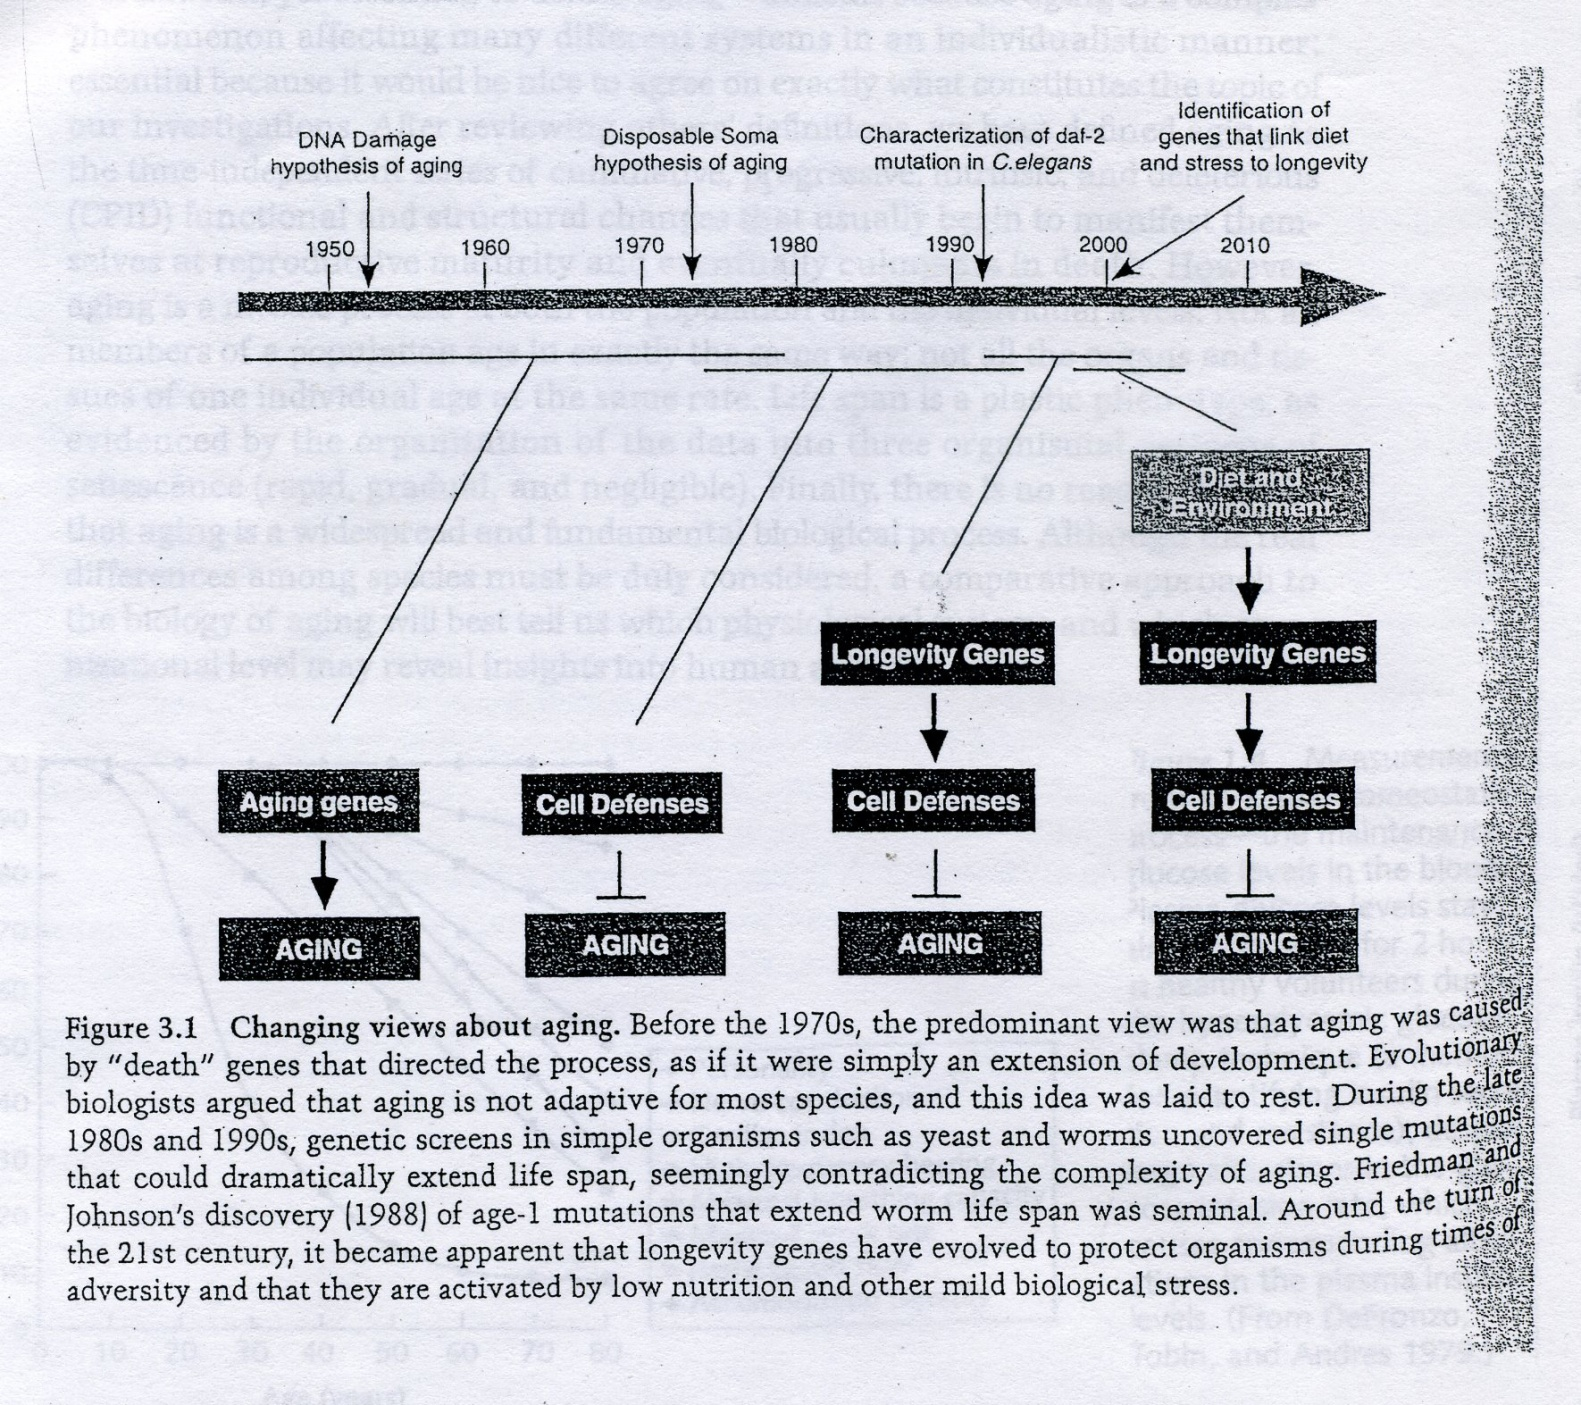 DNA Damage
hypothesis of aging
Disposable Soma
hypothesis of aging
Characterization of daf-2
mutation in C.elegans
Identification of
genes that link diet
and stress to longevity
1950 1960 1970 1980 1990 2000 2010
Diet and
Environment
Longevity Genes Longevity Genes
Aging genes Cell Defenses Cell Defenses Cell Defenses
AGING AGING AGING AGING
Figure 3.1 Changing views about aging. Before the 1970s, the predominant view was that aging was caused
by "death" genes that directed the process, as if it were simply an extension of development. Evolutionary
biologists argued that aging is not adaptive for most species, and this idea was laid to rest. During the late
1980s and 1990s, genetic screens in simple organisms such as yeast and worms uncovered single mutations
that could dramatically extend life span, seemingly contradicting the complexity of aging. Friedman and
Johnson's discovery (1988) of age-1 mutations that extend worm life span was seminal. Around the turn of
the 21st century, it became apparent that longevity genes have evolved to protect organisms during times of
adversity and that they are activated by low nutrition and other mild biological stress.